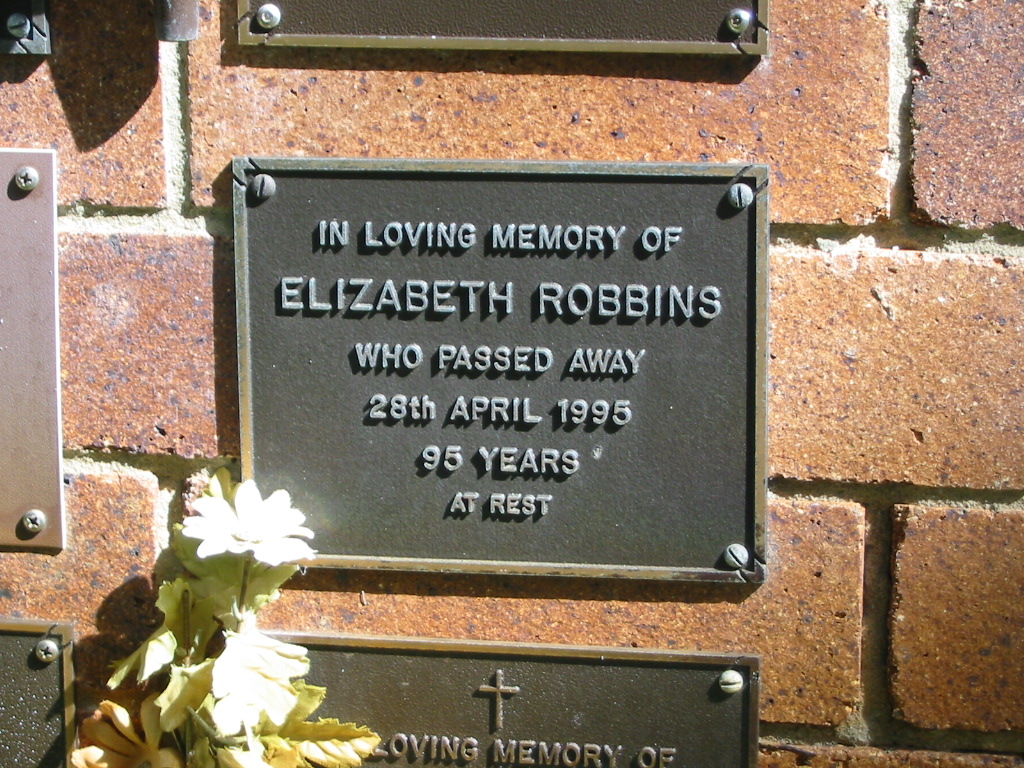 IN LOVING MEMORY OF
ELIZABETH ROBBINS
WHO PASSED AWAY
28th APRIL 1995
95 YEARS
AT REST
LOVING MEMORY OF